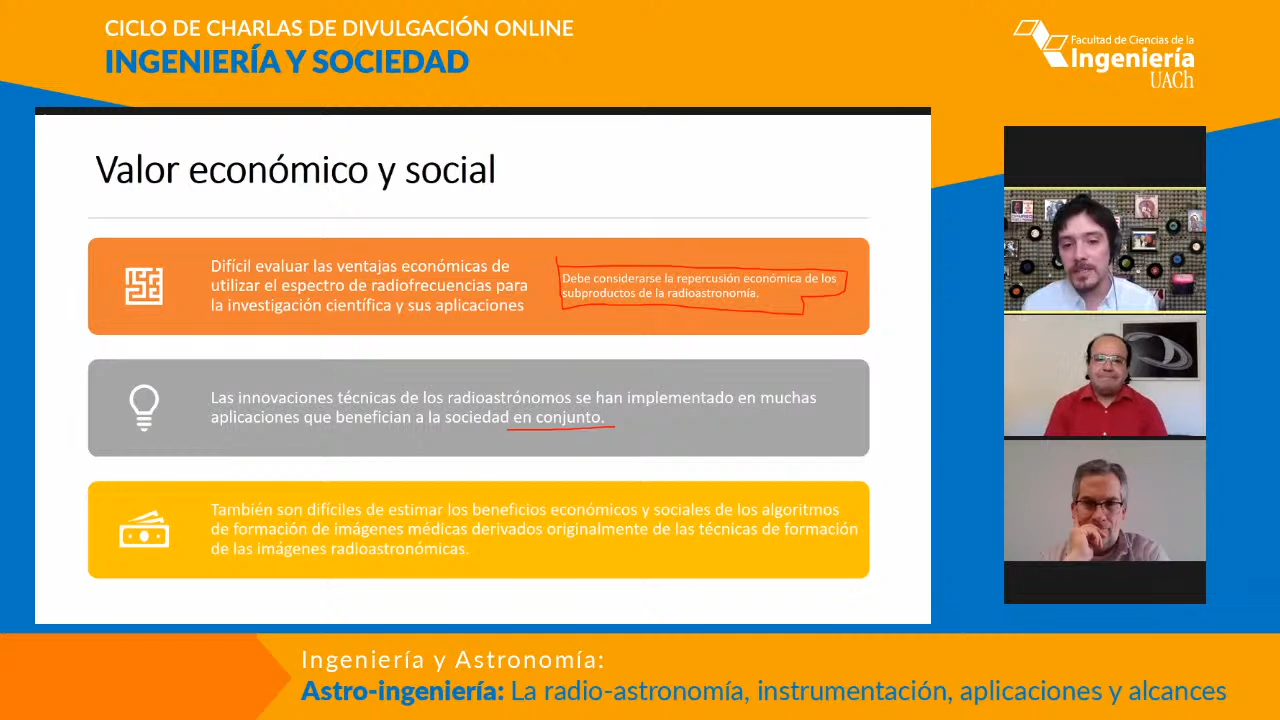 CICLO DE CHARLAS DE DIVULGACIÓN ONLINE
INGENIERÍA Y SOCIEDAD
Facultad de Ciencias de la
Ingeniería
UACh
Valor económico y social
Difícil evaluar las ventajas económicas de
utilizar el espectro de radiofrecuencias para
la investigación científica y sus aplicaciones
Debe considerarse la repercusión económica de los
subproductos de la radioastronomía.
Las innovaciones técnicas de los radioastrónomos se han implementado en muchas
aplicaciones que benefician a la sociedad en conjunto.
También son difíciles de estimar los beneficios económicos y sociales de los algoritmos
de formación de imágenes médicas derivados originalmente de las técnicas de formación
de las imágenes radioastronómicas.
Ingeniería y Astronomía:
Astro-ingeniería: La radio-astronomía, instrumentación, aplicaciones y alcances